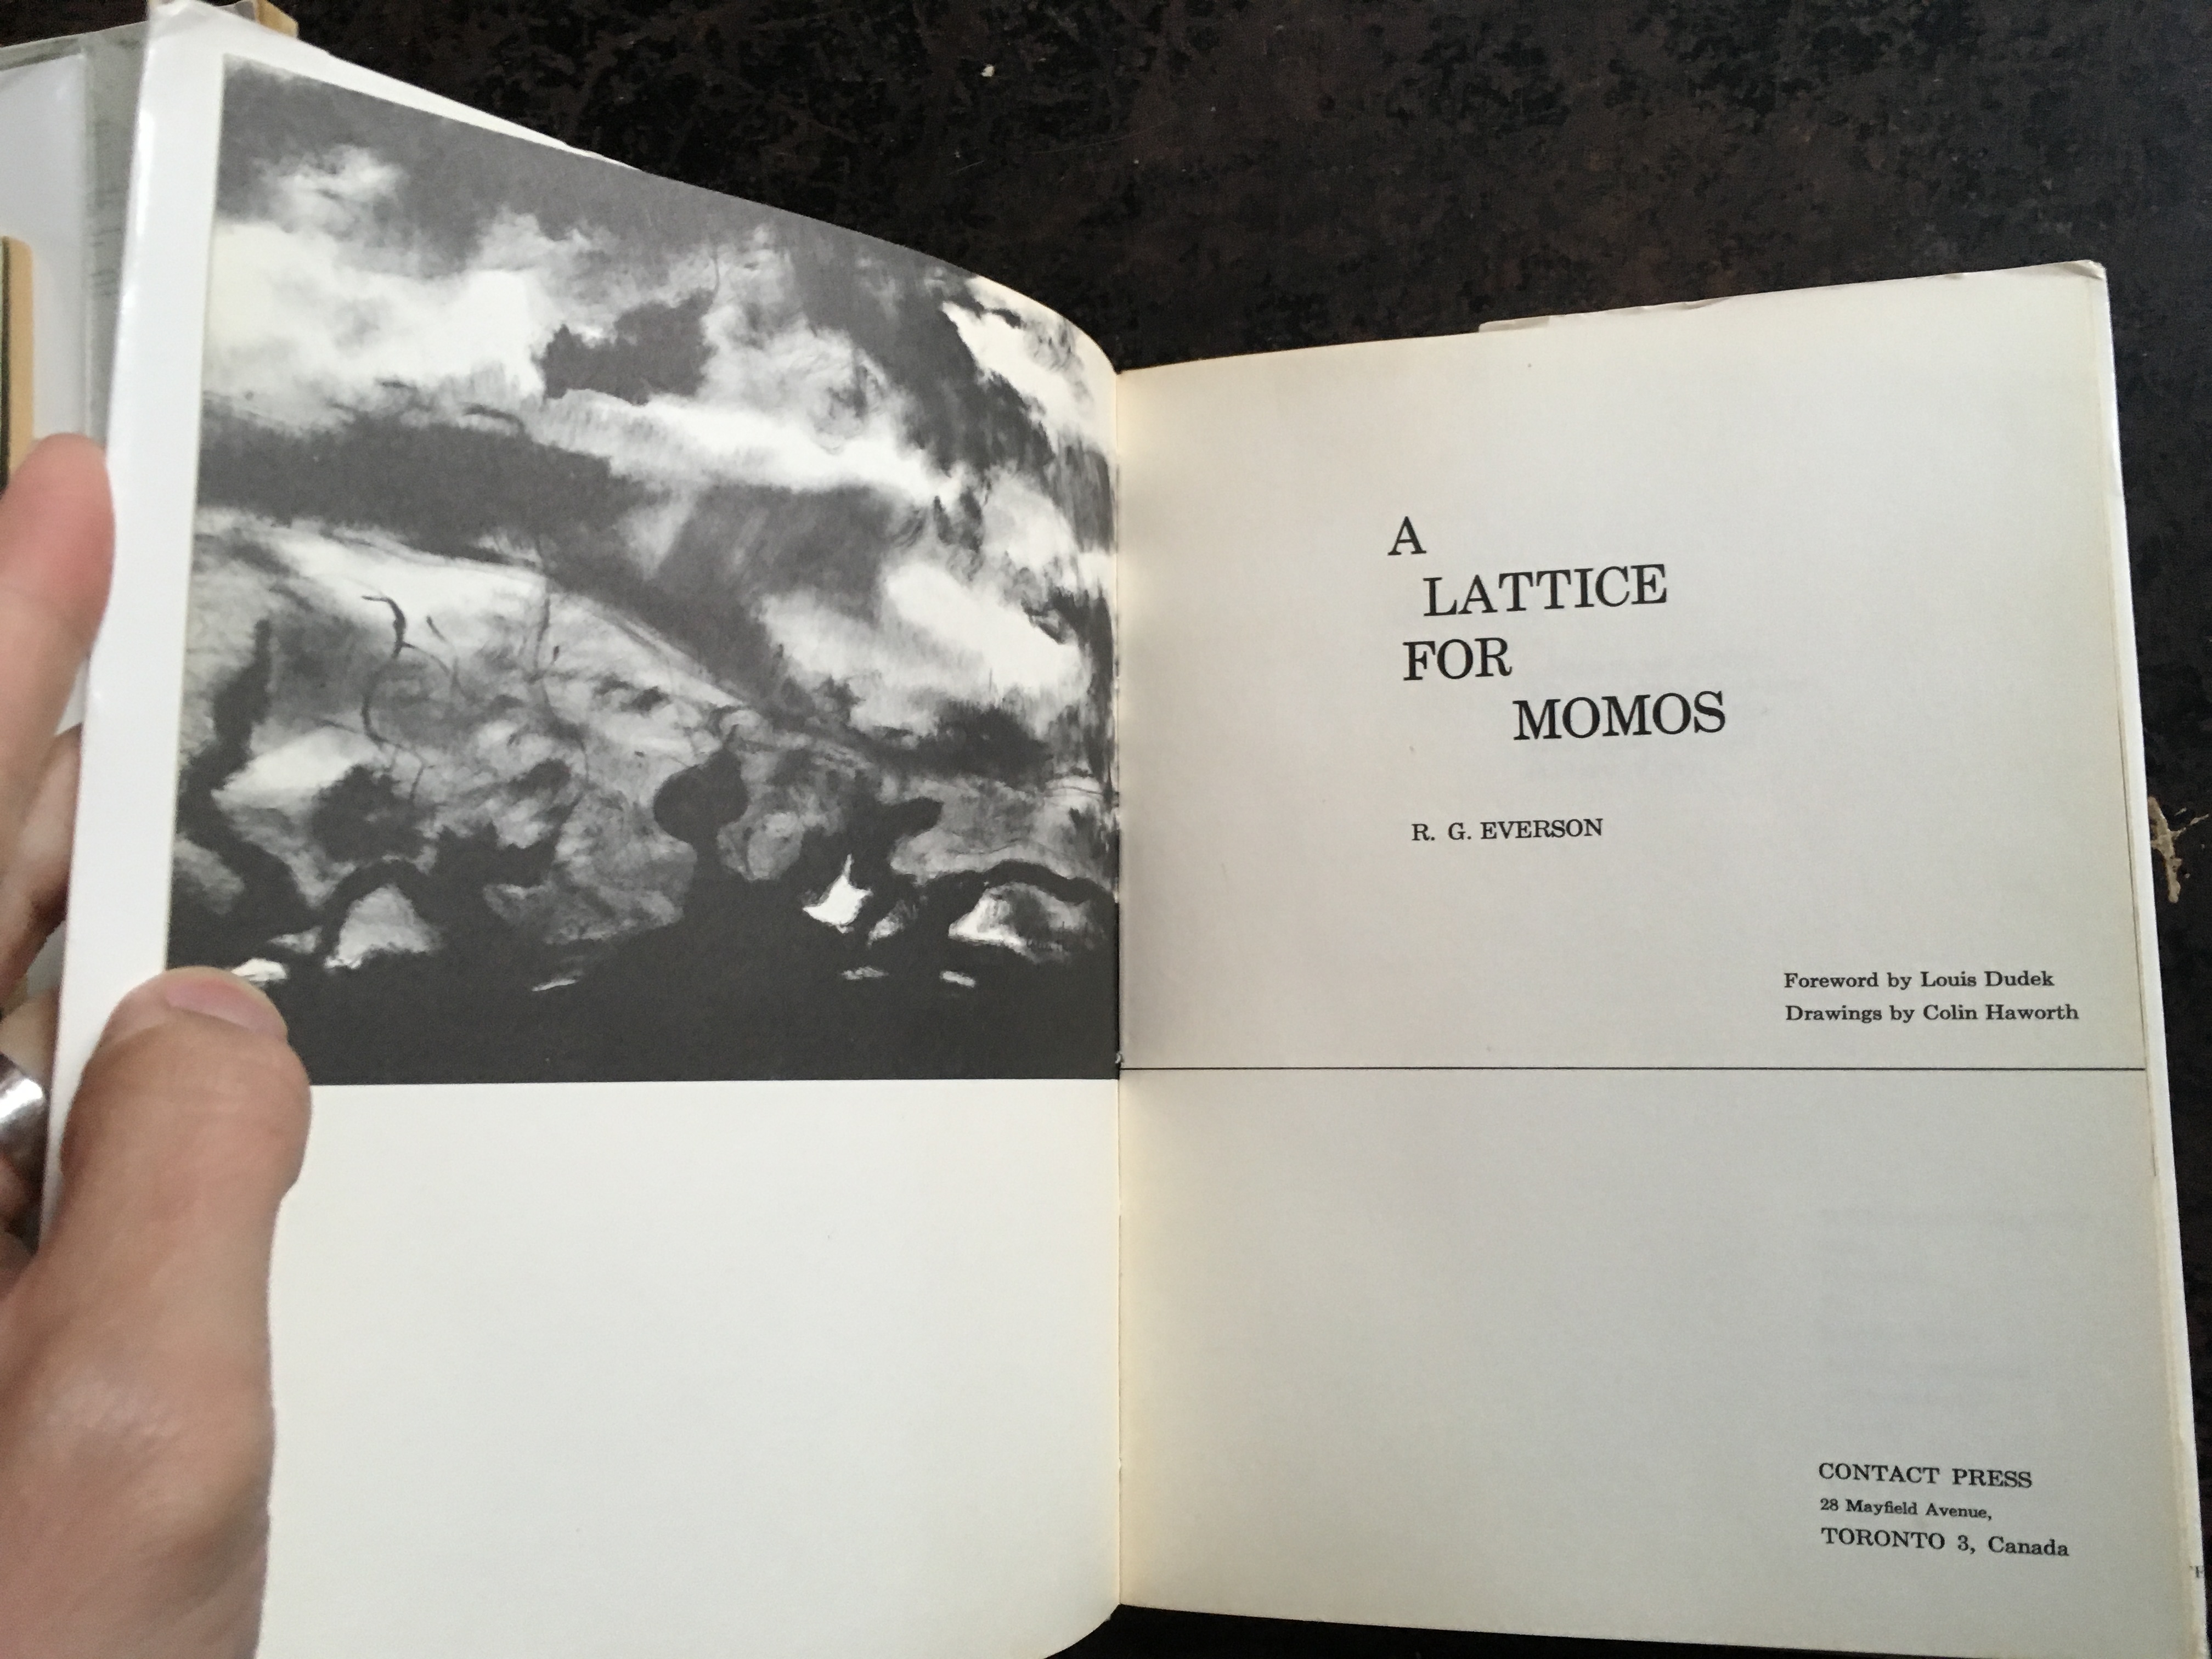 A
LATTICE
FOR
MOMOS
R. G. EVERSON
Foreword by Louis Dudek
Drawings by Colin Haworth
CONTACT PRESS
28 Mayfield Avenue,
TORONTO 3, Canada